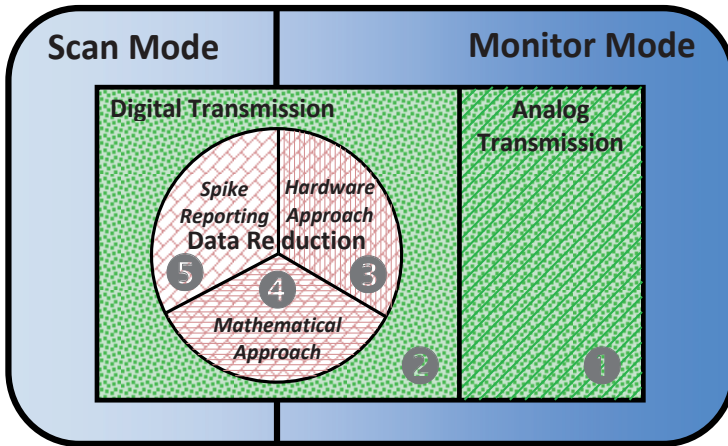 Scan Mode
Monitor Mode
Digital Transmission
Analog
Transmission
Spike
Reporting
Hardware
Approach
Data Reduction
5
4
3
Mathematical
Approach
2
1